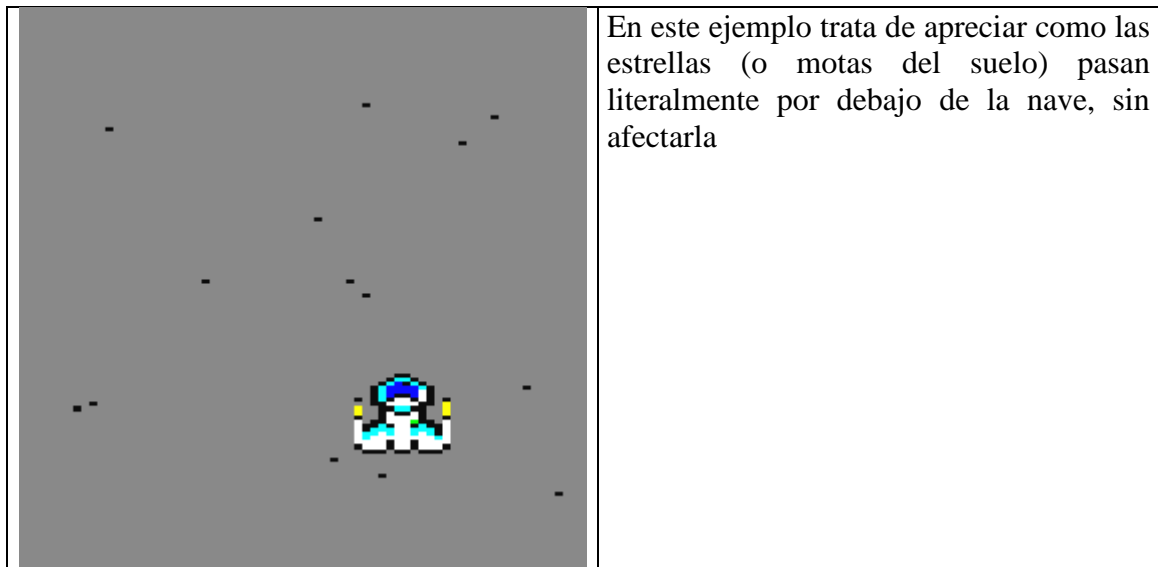 En este ejemplo trata de apreciar como las
estrellas (o motas del suelo) pasan
literalmente por debajo de la nave, sin
afectarla